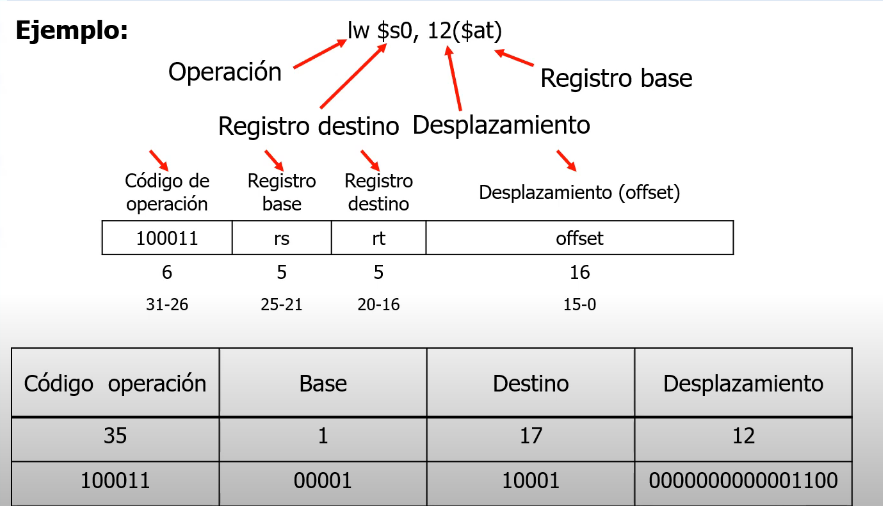 Ejemplo:
lw $s0, 12($at)
Operación
Registro base
Registro destino
Desplazamiento
Código de operación
Registro base
Registro destino
Desplazamiento (offset)
100011 rs rt offset
6 5 5 16
31-26 25-21 20-16 15-0
Código operación Base Destino Desplazamiento
35 1 17 12
100011 00001 10001 0000000000001100